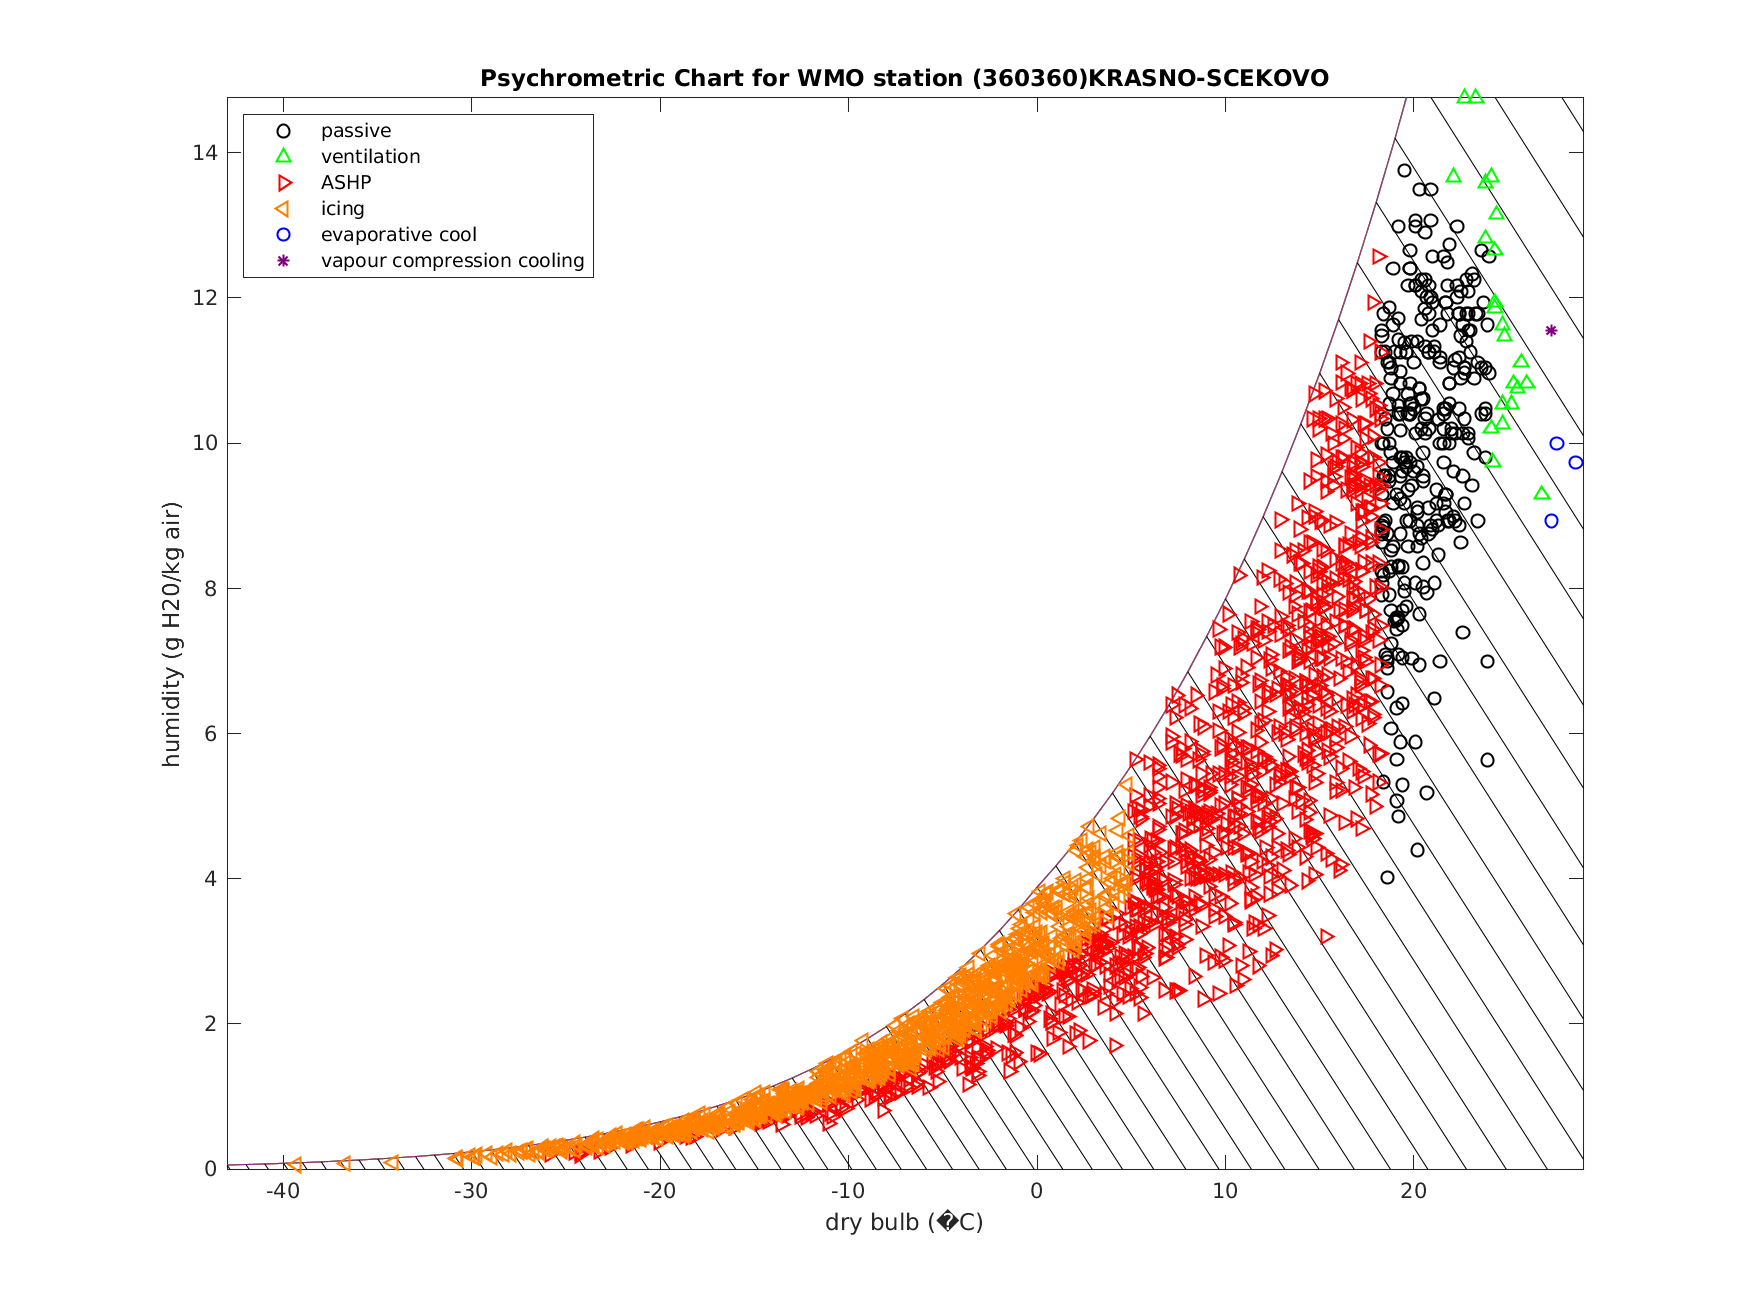 Psychrometric Chart for WMO station (360360)KRASNO-SCEKOVO
passive
ventilation
ASHP
icing
evaporative cool
vapour compression cooling
humidity (g H20/kg air)
14
12
10
8
6
4
2
0
-40 -30 -20 -10 0 10 20
dry bulb (�C)